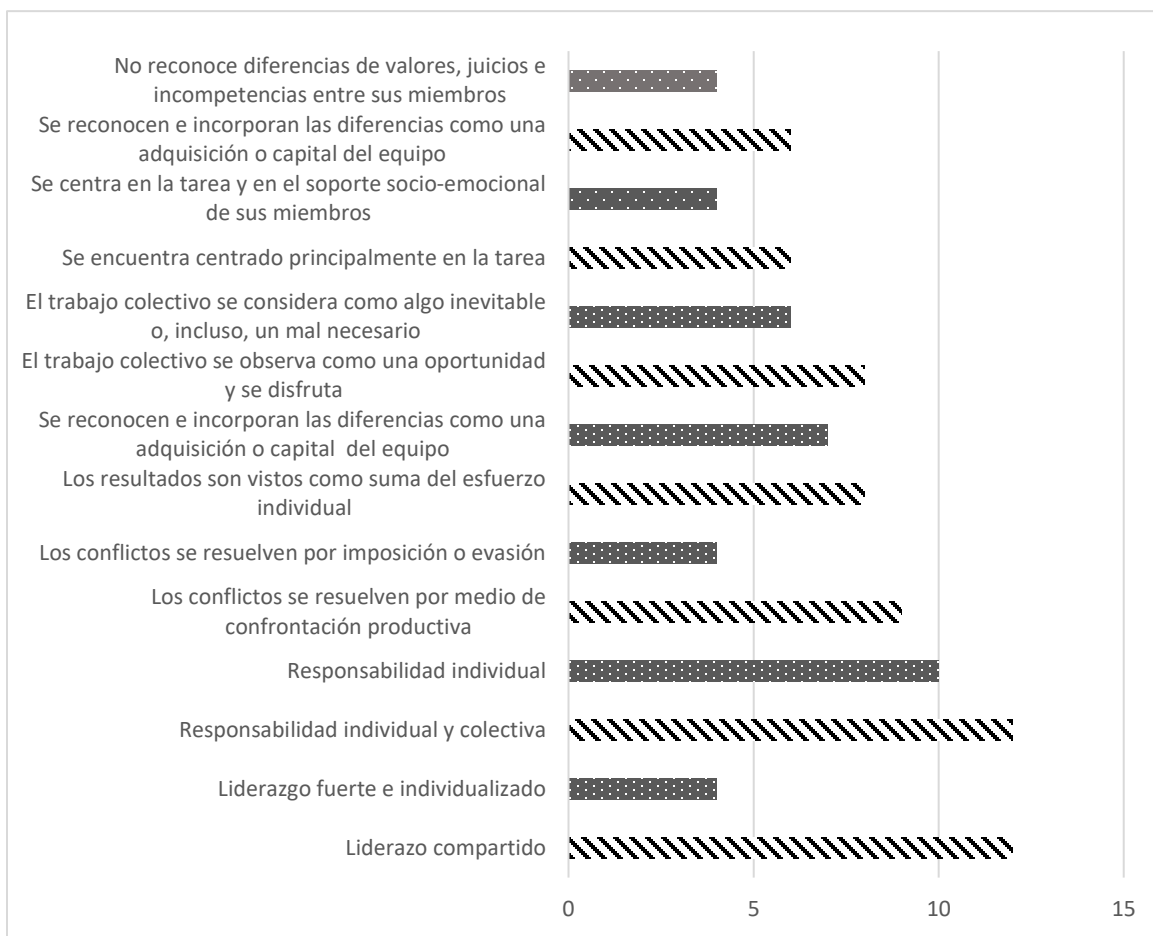 No reconoce diferencias de valores, juicios e
incompetencias entre sus miembros
Se reconocen e incorporan las diferencias como una
adquisición o capital del equipo
Se centra en la tarea y en el soporte socio-emocional
de sus miembros
Se encuentra centrado principalmente en la tarea
El trabajo colectivo se considera como algo inevitable
o, incluso, un mal necesario
El trabajo colectivo se observa como una oportunidad
y se disfruta
Se reconocen e incorporan las diferencias como una
adquisición o capital  del equipo
Los resultados son vistos como suma del esfuerzo
individual
Los conflictos se resuelven por imposición o evasión
Los conflictos se resuelven por medio de
confrontación productiva
Responsabilidad individual
Responsabilidad individual y colectiva
Liderazgo fuerte e individualizado
Liderazo compartido
0 5 10 15